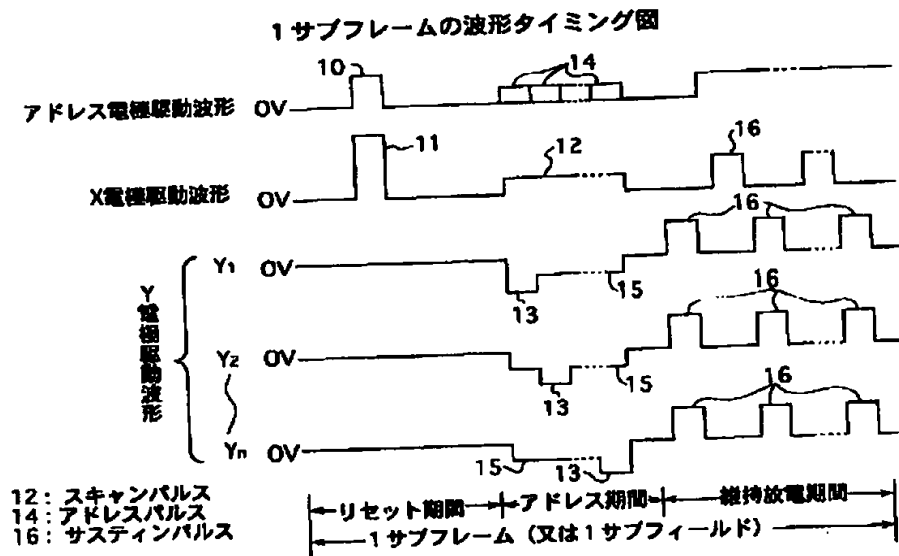 1サブフレームの波形タイミング図
10
14
アドレス電極駆動波形 0V
11
12
16
X電極駆動波形 0V
16
Y1 0V
13
15
16
Y電極駆動波形
Y2 0V
13
15
16
Yn 0V
15
13
12：スキャンパルス
14：アドレスパルス
16：サスティンパルス
リセット期間 アドレス期間 維持放電期間
1サブフレーム（又は1サブフィールド）